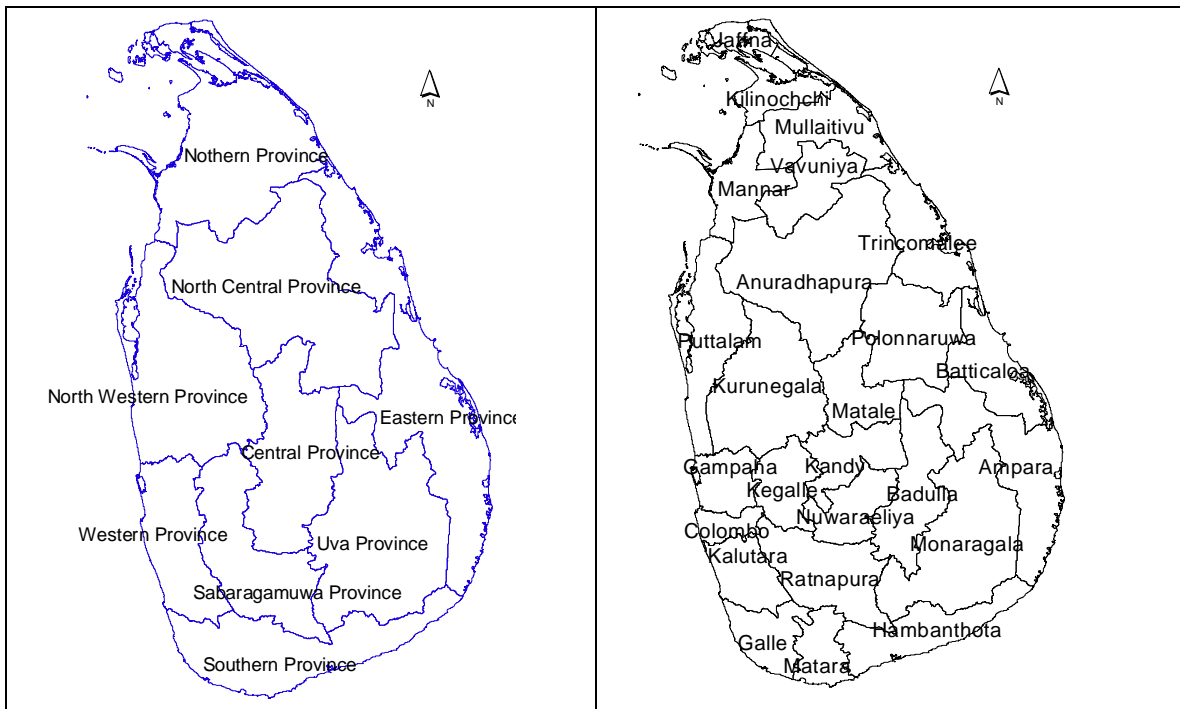 N
Nothern Province
North Central Province
North Western Province
Eastern Province
Central Province
Western Province
Uva Province
Sabaragamuwa Province
Southern Province
Jaffna
N
Kilinochchi
Mullaitivu
Vavuniya
Mannar
Trincomalee
Anuradhapura
Polonnaruwa
Puttalam
Batticaloa
Kurunegala
Matale
Gampaha
Kandy
Ampara
Kegalle
Badulla
Nuwaraeliya
Colombo
Monaragala
Kalutara
Ratnapura
Hambanthota
Galle
Matara